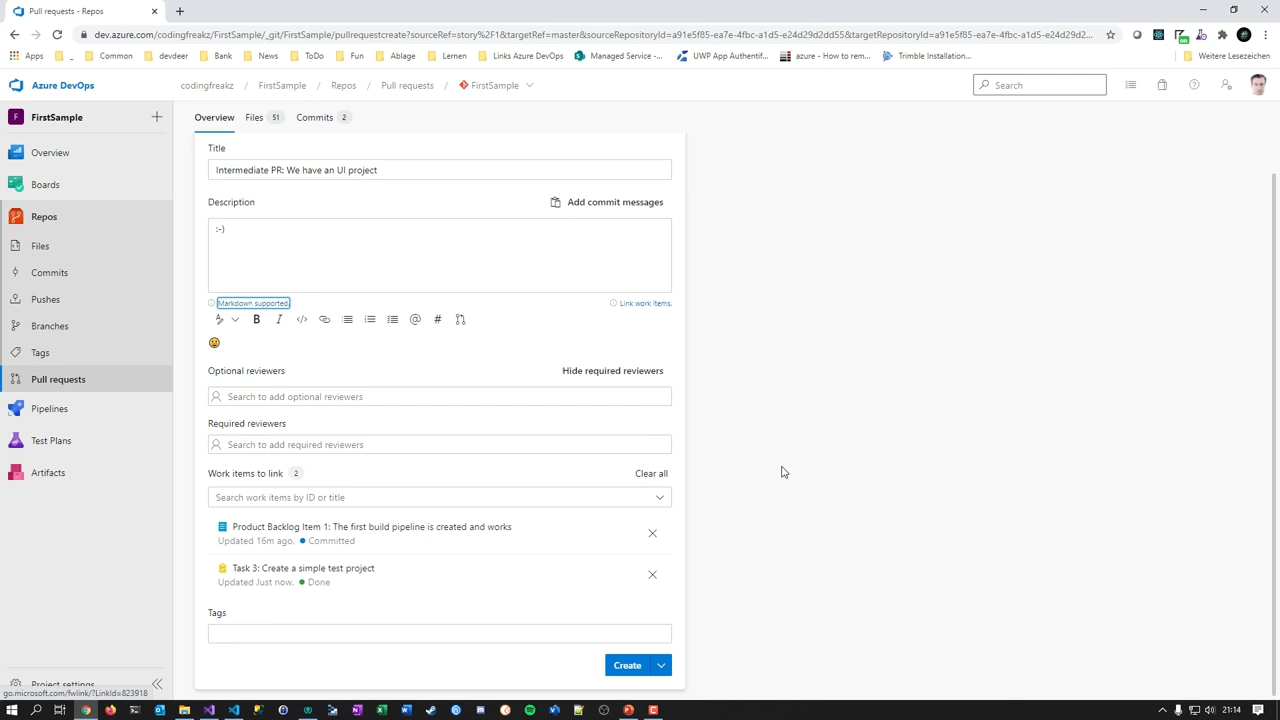 Pull requests - Repos
dev.azure.com/codingfreakz/FirstSample/_git/FirstSample/pullrequestcreate?sourceRef=story%2F1&targetRef=master&sourceRepositoryId=a91e5f85-ea7e-4fbc-a1d5-e24d29d2dd55&targetRepositoryId=a91e5f85-ea7e-4fbc-a1d5-e24d29d2...
Apps _ Common devdeer Bank News ToDo Fun Ablage Lernen Links Azure DevOps Managed Service -... UWP App Authentif... azure - How to rem... Trimble Installation... Weitere Lesezeichen
Azure DevOps codingfreakz / FirstSample / Repos / Pull requests / FirstSample Search
F FirstSample
Overview
Boards
Repos
Files
Commits
Pushes
Branches
Tags
Pull requests
Pipelines
Test Plans
Artifacts
Project settings
go.microsoft.com/fwlink/?LinkId=823918
Overview Files 51 Commits 2
Title
Intermediate PR: We have an UI project
Description Add commit messages
:-)
Markdown supported. Link work items.
B I </> @ #
Optional reviewers Hide required reviewers
Search to add optional reviewers
Required reviewers
Search to add required reviewers
Work items to link 2 Clear all
Search work items by ID or title
Product Backlog Item 1: The first build pipeline is created and works
Updated 16m ago. Committed
Task 3: Create a simple test project
Updated Just now. Done
Tags
Create
21:14